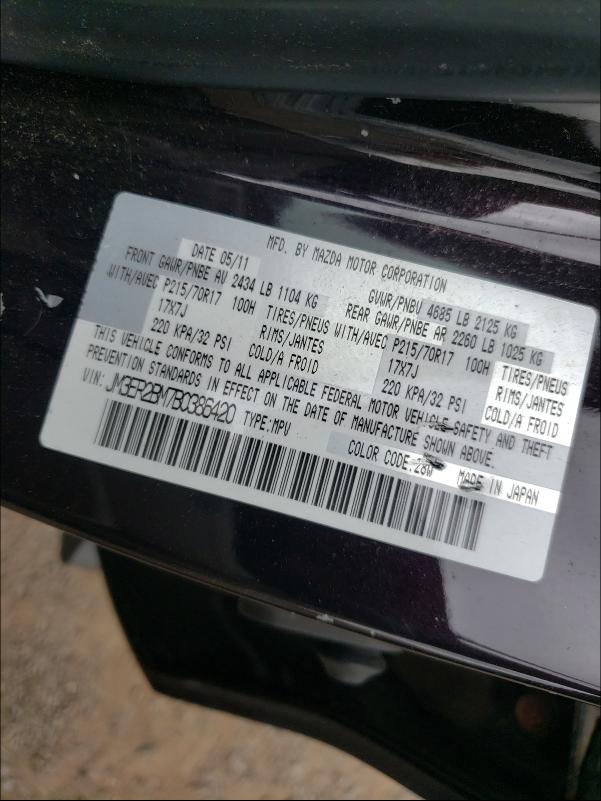 MFD. BY MAZDA MOTOR CORPORATION
DATE 05/11 GVWR/PNBV 4685 LB 2125 KG
FRONT GAWR/PNBE AV 2434 LB 1104 KG REAR GAWR/PNBE AR 2260 LB 1025 KG
WITH/AVEC P215/70R17 100H TIRES/PNEUS WITH/AVEC P215/70R17 100H TIRES/PNEUS
17X7J RIMS/JANTES 17X7J RIMS/JANTES
220 KPA/32 PSI COLD/A FROID 220 KPA/32 PSI COLD/A FROID
THIS VEHICLE CONFORMS TO ALL APPLICABLE FEDERAL MOTOR VEHICLE SAFETY AND THEFT
PREVENTION STANDARDS IN EFFECT ON THE DATE OF MANUFACTURE SHOWN ABOVE.
VIN: JM3ER2BM7B0386420 TYPE:MPV
COLOR CODE:28W MADE IN JAPAN